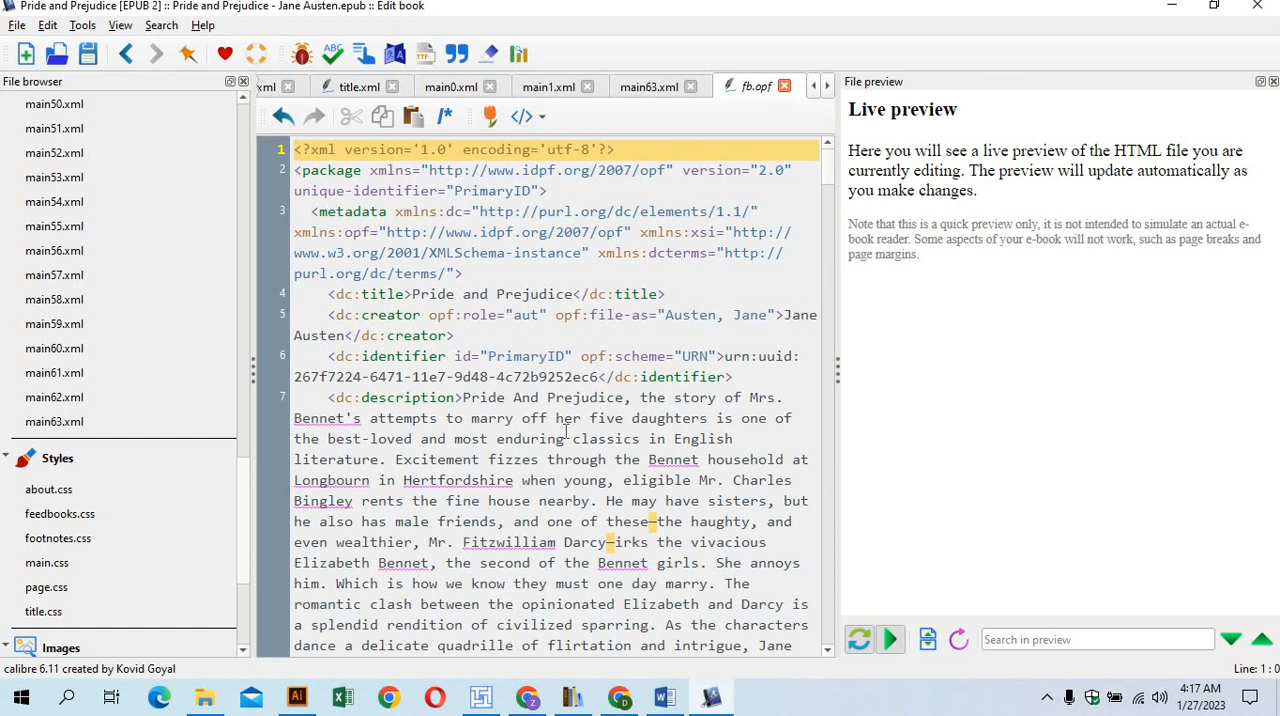 Pride and Prejudice [EPUB 2] :: Pride and Prejudice - Jane Austen.epub :: Edit book
File Edit Tools View Search Help
File browser
main50.xml
main51.xml
main52.xml
main53.xml
main54.xml
main55.xml
main56.xml
main57.xml
main58.xml
main59.xml
main60.xml
main61.xml
main62.xml
main63.xml
Styles
about.css
feedbooks.css
footnotes.css
main.css
page.css
title.css
Images
xml title.xml main0.xml main1.xml main63.xml fb.opf
1 <?xml version='1.0' encoding='utf-8'?>
2 <package xmlns="http://www.idpf.org/2007/opf" version="2.0"
unique-identifier="PrimaryID">
3 <metadata xmlns:dc="http://purl.org/dc/elements/1.1/"
xmlns:opf="http://www.idpf.org/2007/opf" xmlns:xsi="http://
www.w3.org/2001/XMLSchema-instance" xmlns:dcterms="http://
purl.org/dc/terms/">
4 <dc:title>Pride and Prejudice</dc:title>
5 <dc:creator opf:role="aut" opf:file-as="Austen, Jane">Jane
Austen</dc:creator>
6 <dc:identifier id="PrimaryID" opf:scheme="URN">urn:uuid:
267f7224-6471-11e7-9d48-4c72b9252ec6</dc:identifier>
7 <dc:description>Pride And Prejudice, the story of Mrs.
Bennet's attempts to marry off her five daughters is one of
the best-loved and most enduring classics in English
literature. Excitement fizzes through the Bennet household at
Longbourn in Hertfordshire when young, eligible Mr. Charles
Bingley rents the fine house nearby. He may have sisters, but
he also has male friends, and one of these—the haughty, and
even wealthier, Mr. Fitzwilliam Darcy—irks the vivacious
Elizabeth Bennet, the second of the Bennet girls. She annoys
him. Which is how we know they must one day marry. The
romantic clash between the opinionated Elizabeth and Darcy is
a splendid rendition of civilized sparring. As the characters
dance a delicate quadrille of flirtation and intrigue, Jane
File preview
Live preview
Here you will see a live preview of the HTML file you are
currently editing. The preview will update automatically as
you make changes.
Note that this is a quick preview only, it is not intended to simulate an actual e-
book reader. Some aspects of your e-book will not work, such as page breaks and
page margins.
Search in preview
calibre 6.11 created by Kovid Goyal
Line: 1 : 0
4:17 AM
1/27/2023